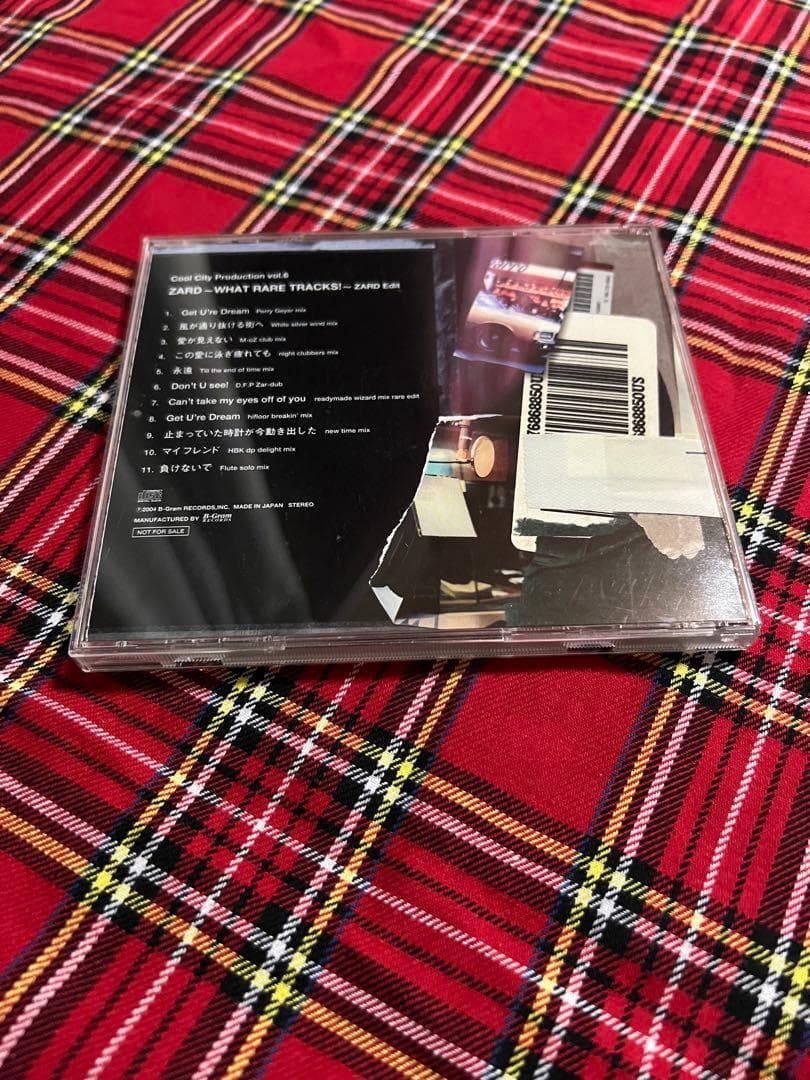 Cool City Production vol.6
ZARD ~WHAT RARE TRACKS!~ ZARD Edit
1. Get U're Dream Perry Geyer mix
2. 風が通り抜ける街へ White silver wind mix
3. 愛が見えない M-oZ club mix
4. この愛に泳ぎ疲れても night clubbers mix
5. 永遠 Till the end of time mix
6. Don't U see! D.F.P Zar-dub
7. Can't take my eyes off of you readymade wizard mix rare edit
8. Get U're Dream hifloor breakin' mix
9. 止まっていた時計が今動き出した new time mix
10. マイ フレンド HBK dp delight mix
11. 負けないで Flute solo mix
Ⓟ2004 B-Gram RECORDS,INC. MADE IN JAPAN STEREO
MANUFACTURED BY B-Gram RECORDS
NOT FOR SALE